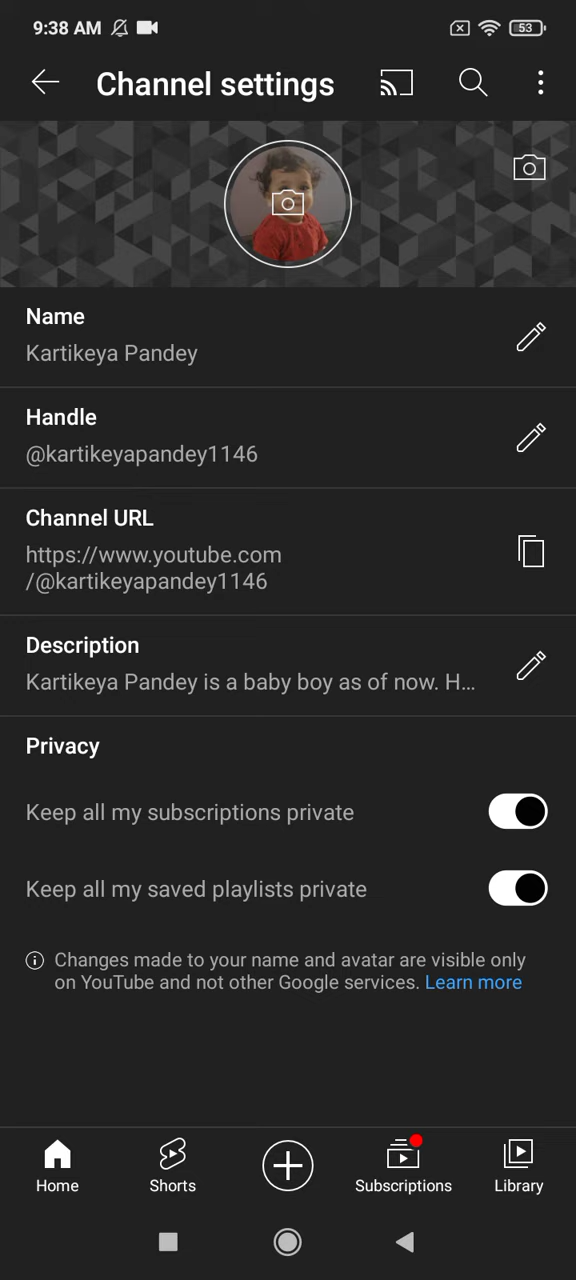 9:38 AM
53
Channel settings
Name
Kartikeya Pandey
Handle
@kartikeyapandey1146
Channel URL
https://www.youtube.com
/@kartikeyapandey1146
Description
Kartikeya Pandey is a baby boy as of now. H...
Privacy
Keep all my subscriptions private
Keep all my saved playlists private
Changes made to your name and avatar are visible only
on YouTube and not other Google services. Learn more
Home
Shorts
Subscriptions
Library